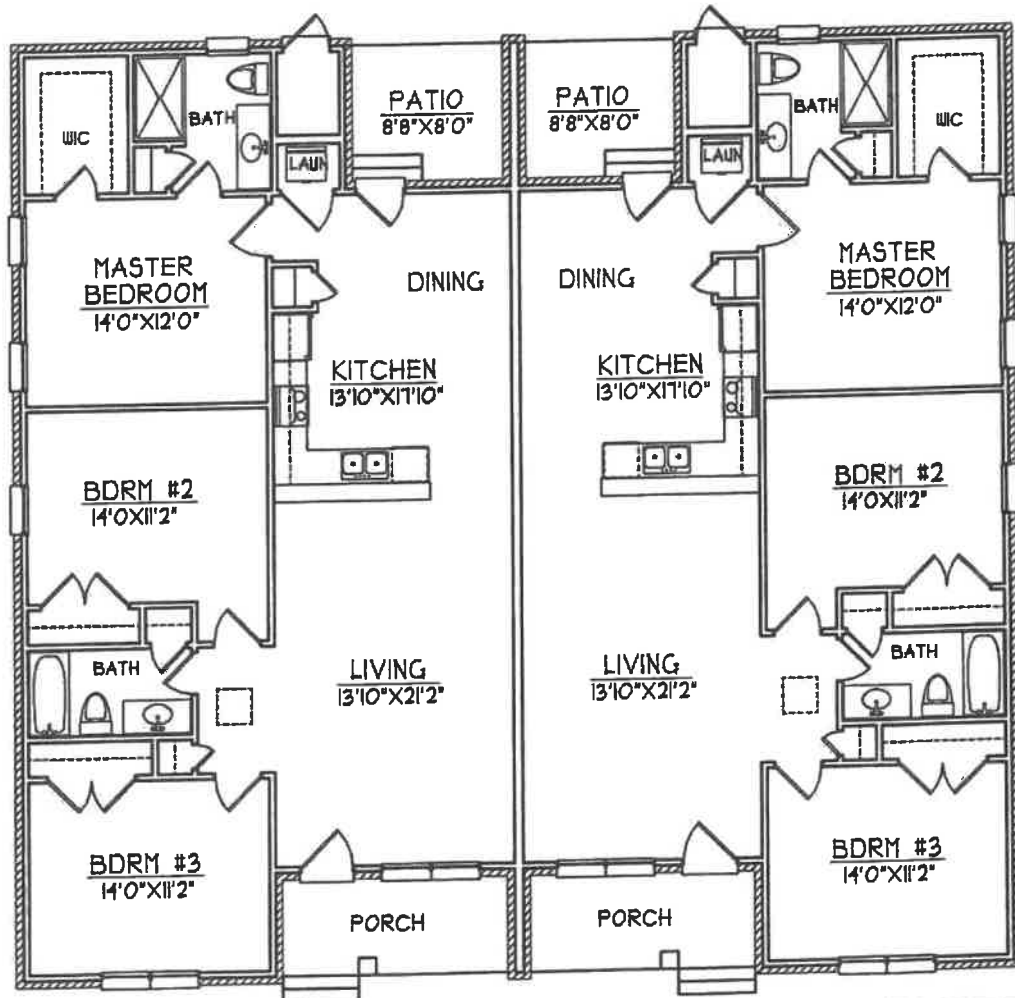 PATIO
8'8"X8'0"
PATIO
8'8"X8'0"
BATH
WIC
LAUN
BATH
WIC
LAUN
MASTER
BEDROOM
14'0"X12'0"
DINING
DINING
MASTER
BEDROOM
14'0"X12'0"
KITCHEN
13'10"X17'10"
KITCHEN
13'10"X17'10"
BDRM #2
14'0X11'2"
BDRM #2
14'0X11'2"
BATH
LIVING
13'10"X21'2"
LIVING
13'10"X21'2"
BATH
BDRM #3
14'0"X11'2"
BDRM #3
14'0"X11'2"
PORCH
PORCH